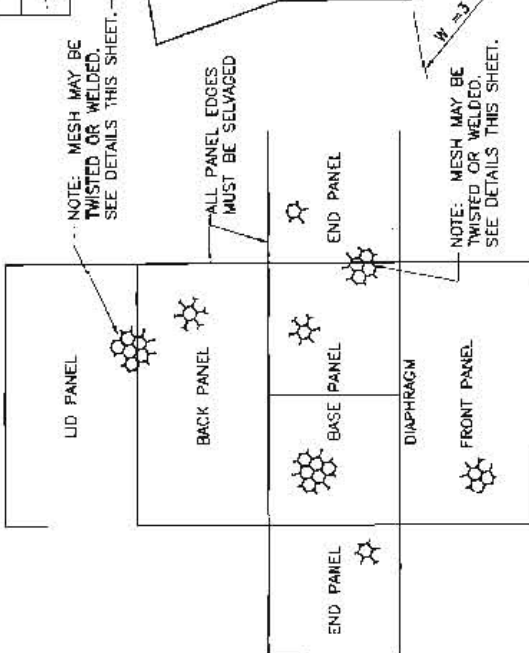 NOTE: MESH MAY BE
TWISTED OR WELDED.
SEE DETAILS THIS SHEET.
ALL PANEL EDGES
MUST BE SELVAGED
LID PANEL
BACK PANEL
END PANEL
BASE PANEL
END PANEL
DIAPHRAGM
FRONT PANEL
NOTE: MESH MAY BE
TWISTED OR WELDED.
SEE DETAILS THIS SHEET.
W =3